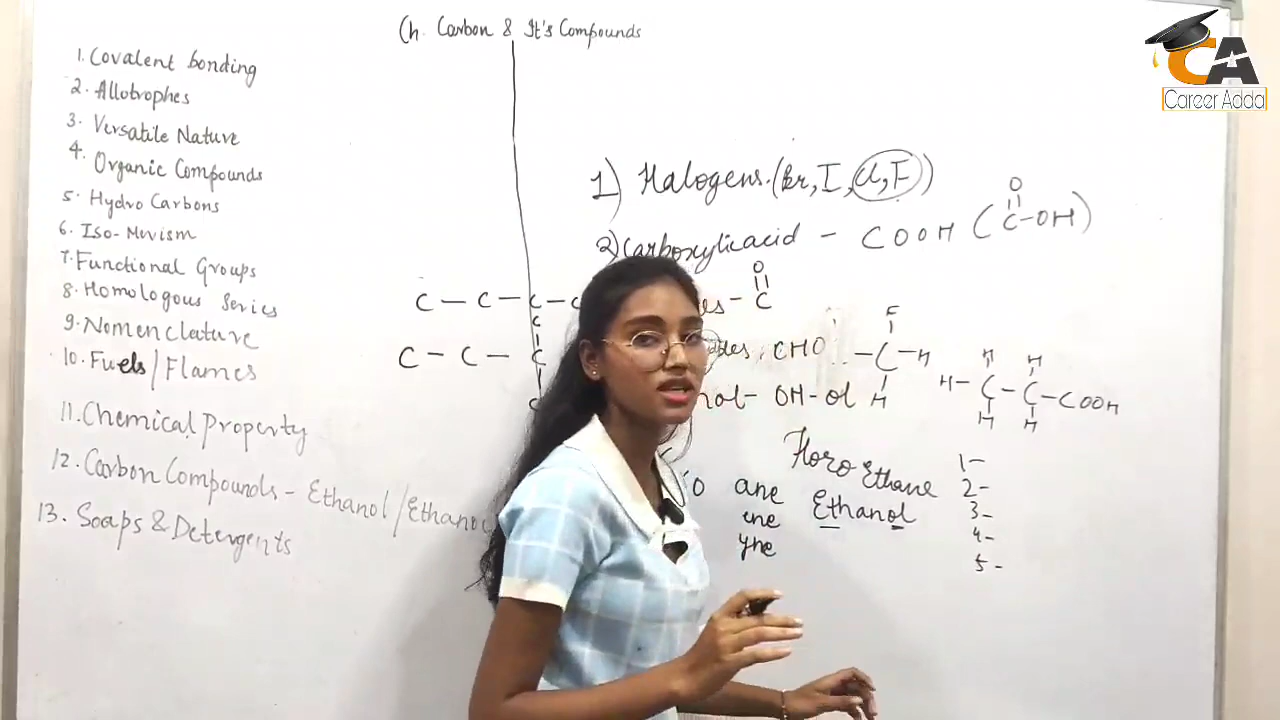 Ch. Carbon & It's Compounds
1. Covalent bonding
2. Allotrophes
3. Versatile Nature
4. Organic Compounds
5. Hydro Carbons
6. Iso-Merism
7. Functional Groups
8. Homologous Series
9. Nomenclature
10. Fuels/Flames
11. Chemical Property
12. Carbon Compounds - Ethanol/Ethanoic
13. Soaps & Detergents
C — C — C — C
C
C — C — C
C
1) Halogens. (Br, I, Cl, F)
2) Carboxylic acid — COOH (C-OH)
O
O
C
CHO
OH - ol
F
C — H
H
H H
H — C — C — COOH
H H
ane
ene
yne
Floro Ethane
Ethanol
1 -
2 -
3 -
4 -
5 -
CA
Career Adda